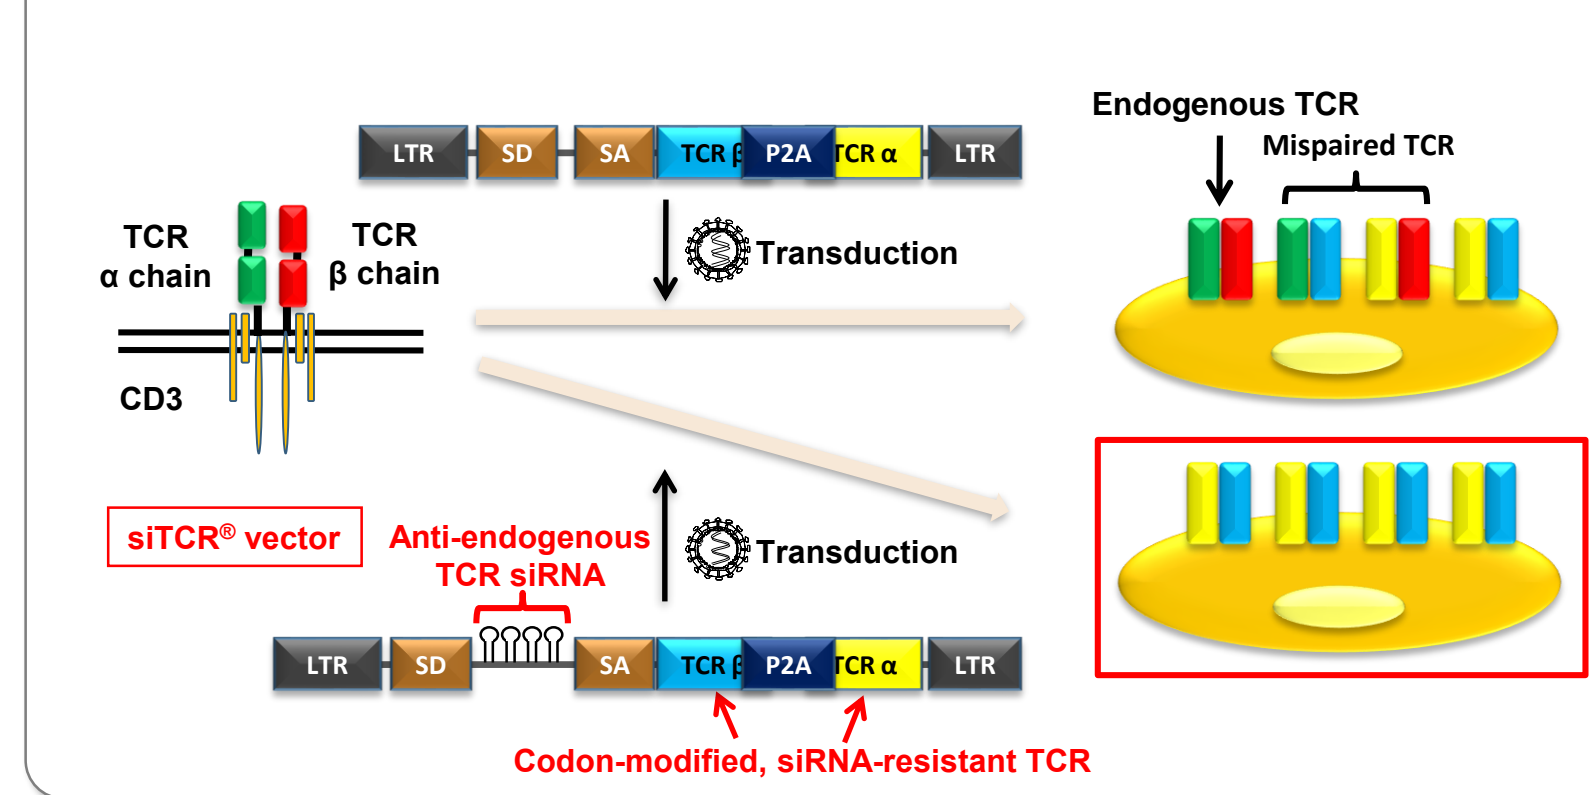 Endogenous TCR
Mispaired TCR
LTR SD SA TCR β P2A TCR α LTR
TCR
α chain
TCR
β chain
Transduction
CD3
siTCR® vector
Anti-endogenous
TCR siRNA
Transduction
LTR SD SA TCR β P2A TCR α LTR
Codon-modified, siRNA-resistant TCR